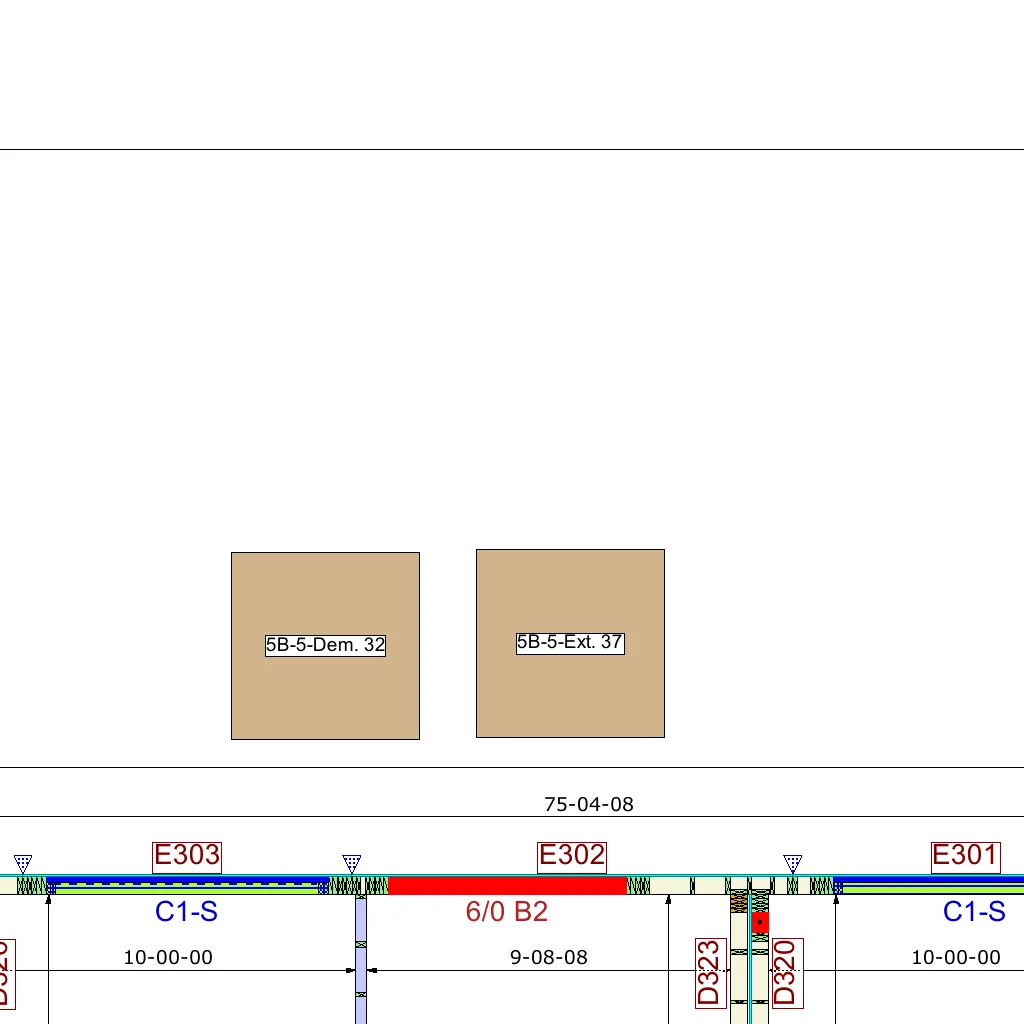 5B-5-Dem. 32
5B-5-Ext. 37
75-04-08
E303
E302
E301
C1-S
6/0 B2
C1-S
10-00-00
9-08-08
10-00-00
D323
D320